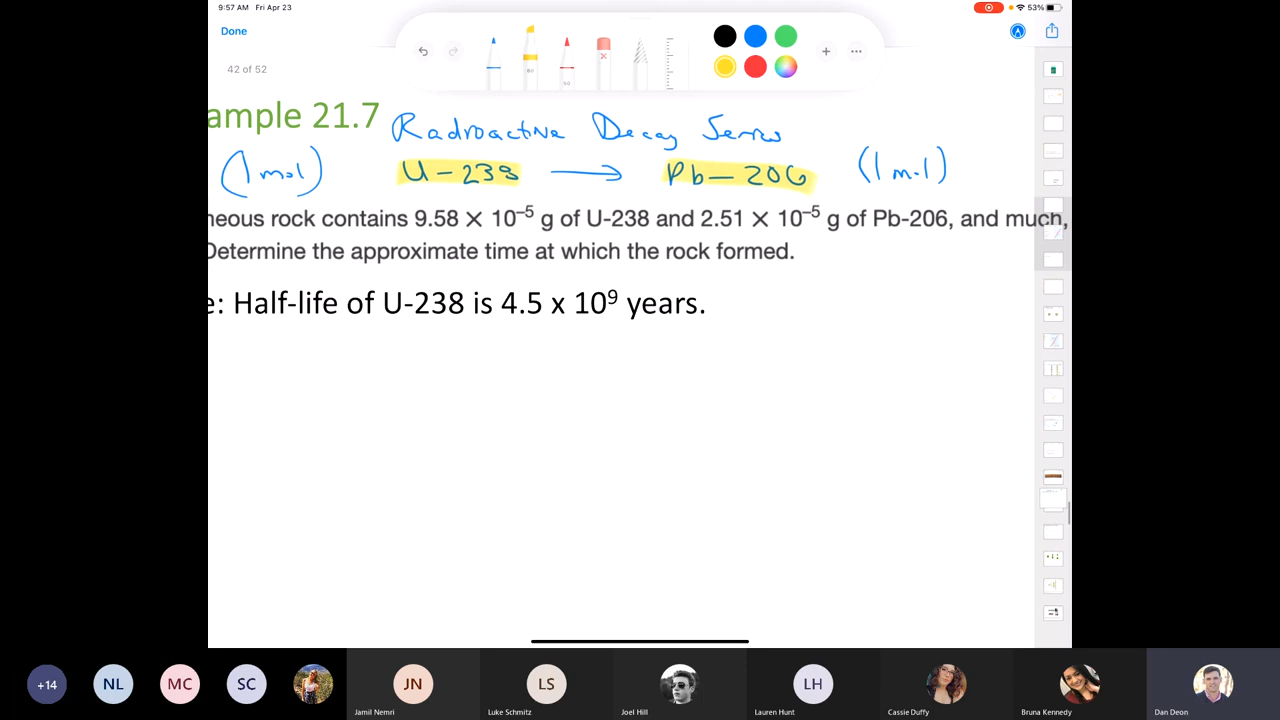 9:57 AM Fri Apr 23
53%
Done
42 of 52
ample 21.7
Radioactive Decay Series
(1 mol) U-238 → Pb-206 (1 mol)
neous rock contains 9.58 × 10⁻⁵ g of U-238 and 2.51 × 10⁻⁵ g of Pb-206, and much,
Determine the approximate time at which the rock formed.
e: Half-life of U-238 is 4.5 x 10⁹ years.
+14 NL MC SC JN LS LH
Jamil Nemri Luke Schmitz Joel Hill Lauren Hunt Cassie Duffy Bruna Kennedy Dan Deon